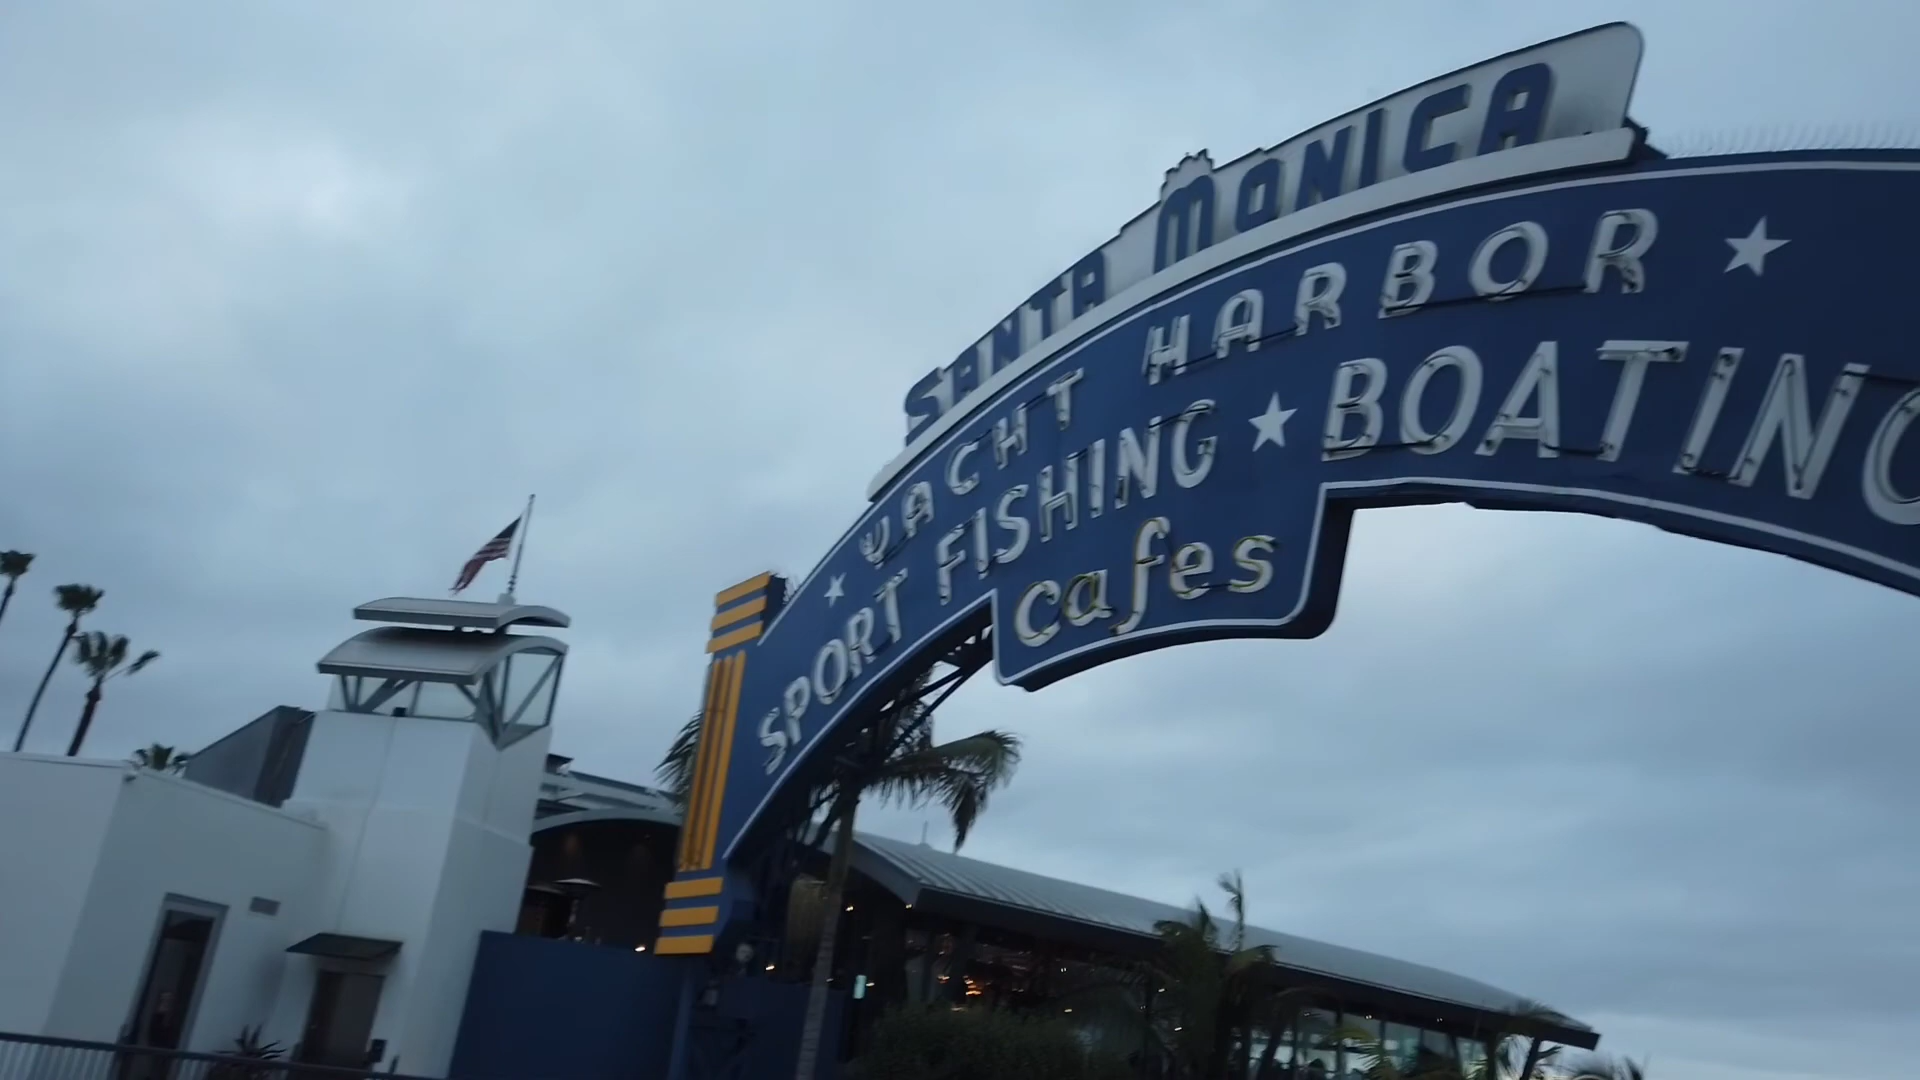 SANTA MONICA
★ YACHT HARBOR ★
SPORT FISHING ★ BOATING
cafes